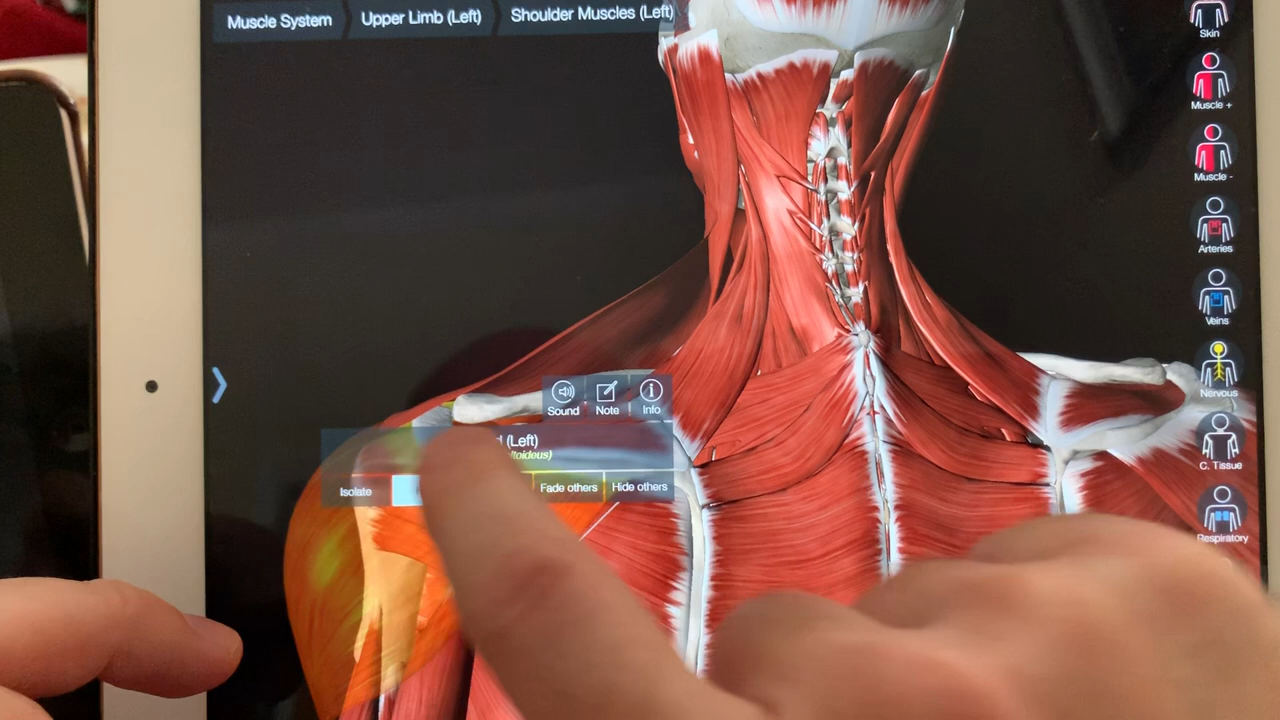 Muscle System
Upper Limb (Left)
Shoulder Muscles (Left)
Skin
Muscle +
Muscle -
Arteries
Veins
Nervous
C. Tissue
Respiratory
Sound
Note
Info
(Left)
Isolate
Fade others
Hide others